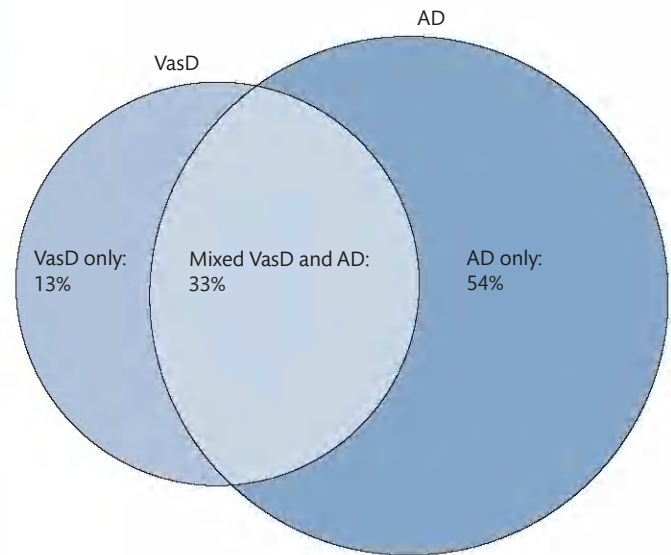 AD
VasD
VasD only:
13%
Mixed VasD and AD:
33%
AD only:
54%